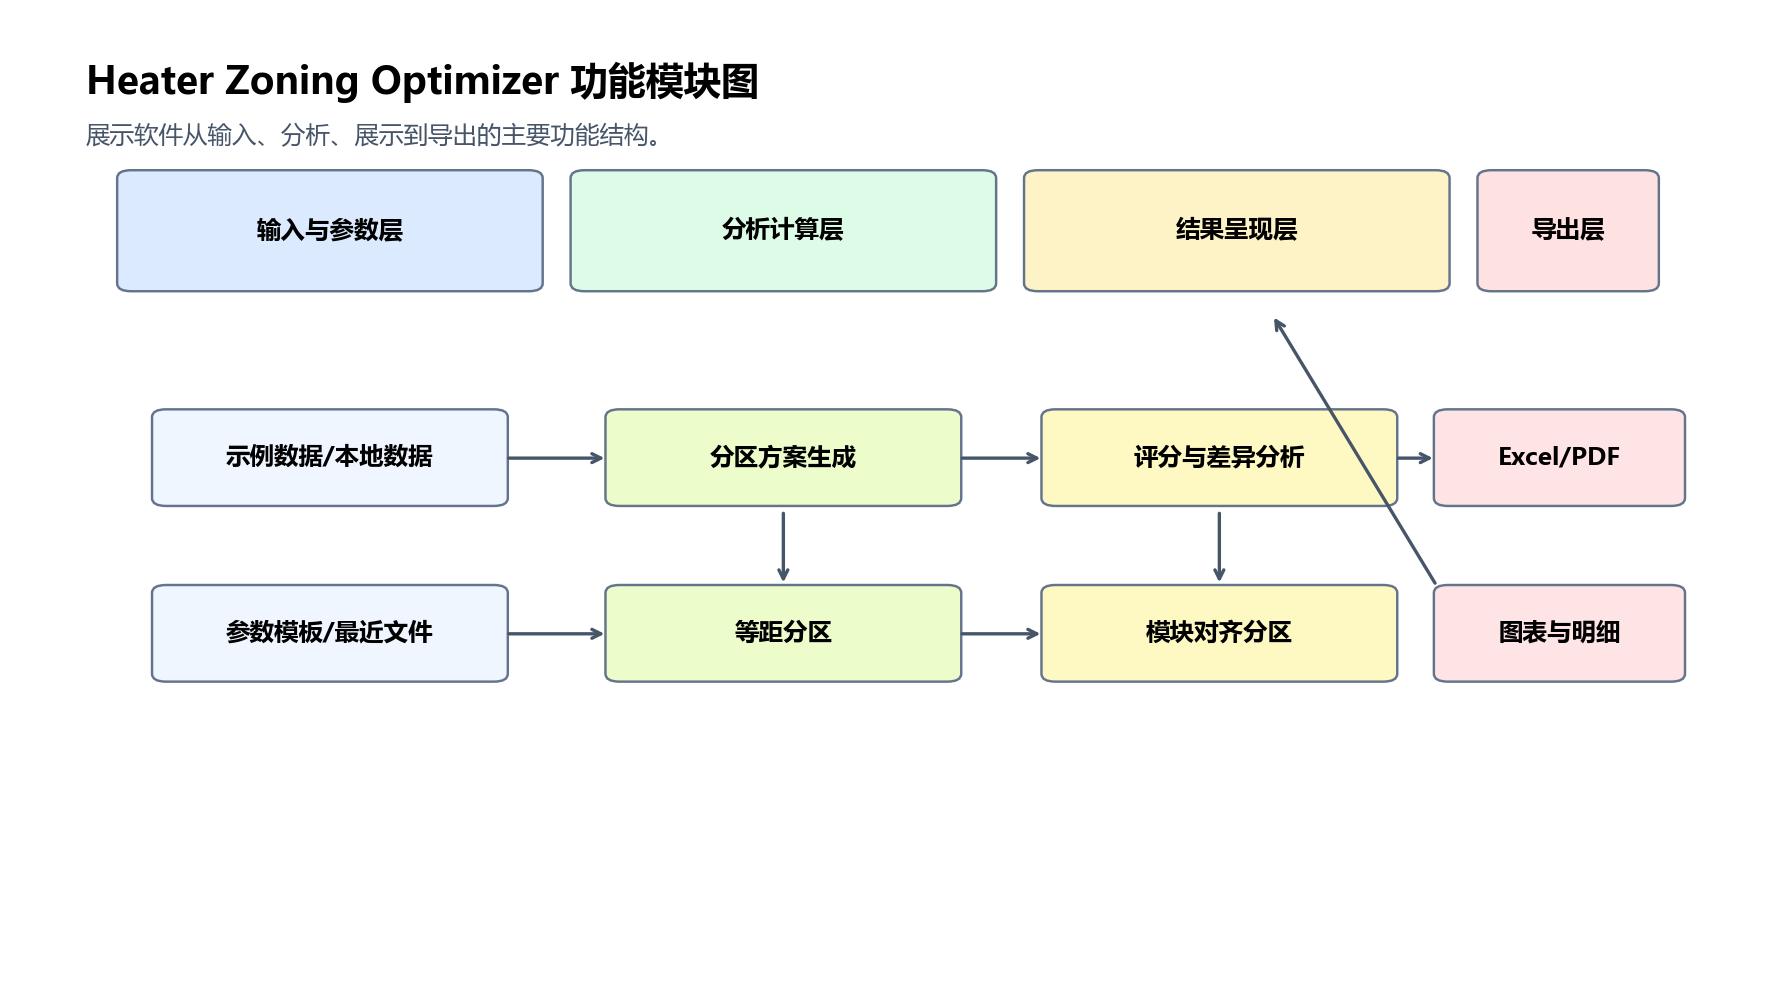 Heater Zoning Optimizer 功能模块图
展示软件从输入、分析、展示到导出的主要功能结构。
输入与参数层
分析计算层
结果呈现层
导出层
示例数据/本地数据
分区方案生成
评分与差异分析
Excel/PDF
参数模板/最近文件
等距分区
模块对齐分区
图表与明细